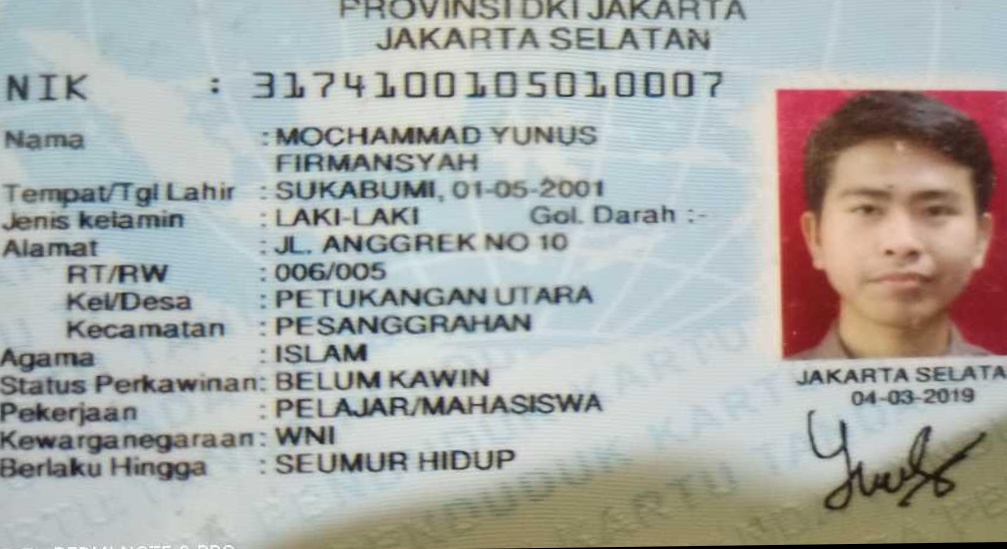 PROVINSI DKI JAKARTA
JAKARTA SELATAN
NIK : 3174100105010007
Nama : MOCHAMMAD YUNUS
FIRMANSYAH
Tempat/Tgl Lahir : SUKABUMI, 01-05-2001
Jenis kelamin : LAKI-LAKI Gol. Darah :-
Alamat : JL. ANGGREK NO 10
RT/RW : 006/005
Kel/Desa : PETUKANGAN UTARA
Kecamatan : PESANGGRAHAN
Agama : ISLAM
Status Perkawinan: BELUM KAWIN
Pekerjaan : PELAJAR/MAHASISWA
Kewarganegaraan: WNI
Berlaku Hingga : SEUMUR HIDUP
JAKARTA SELATA
04-03-2019